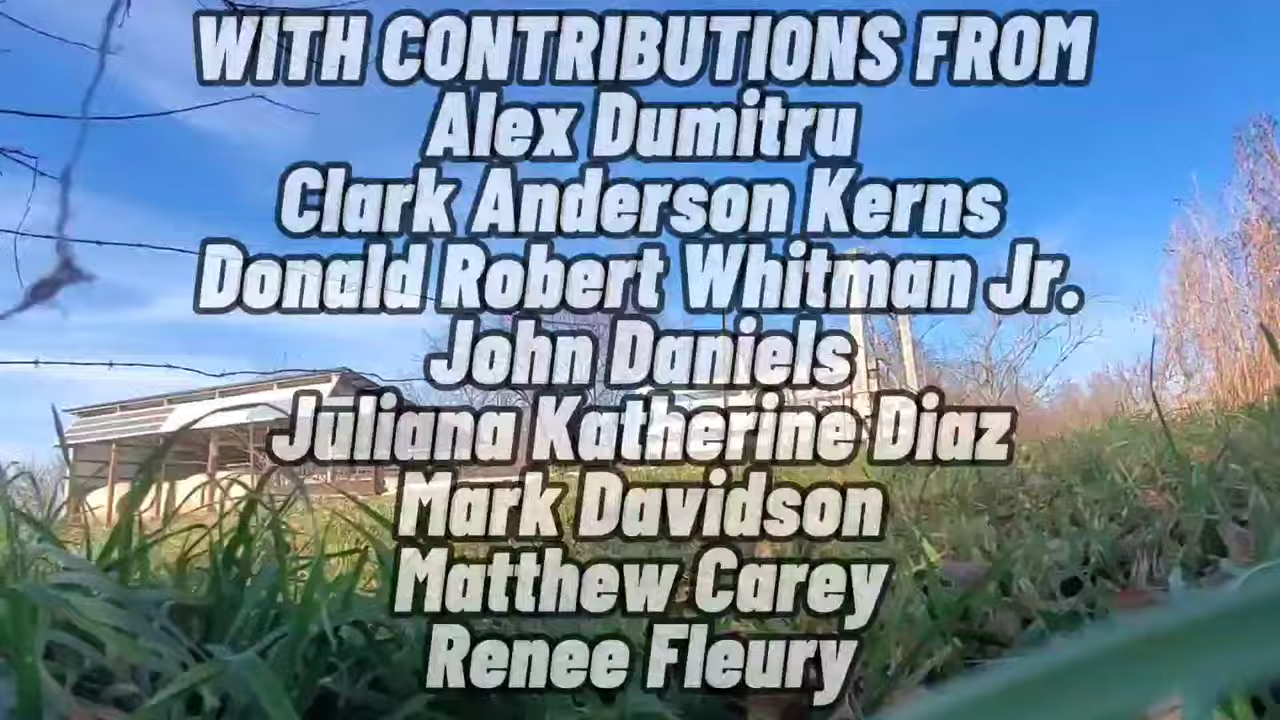 WITH CONTRIBUTIONS FROM
Alex Dumitru
Clark Anderson Kerns
Donald Robert Whitman Jr.
John Daniels
Juliana Katherine Diaz
Mark Davidson
Matthew Carey
Renee Fleury